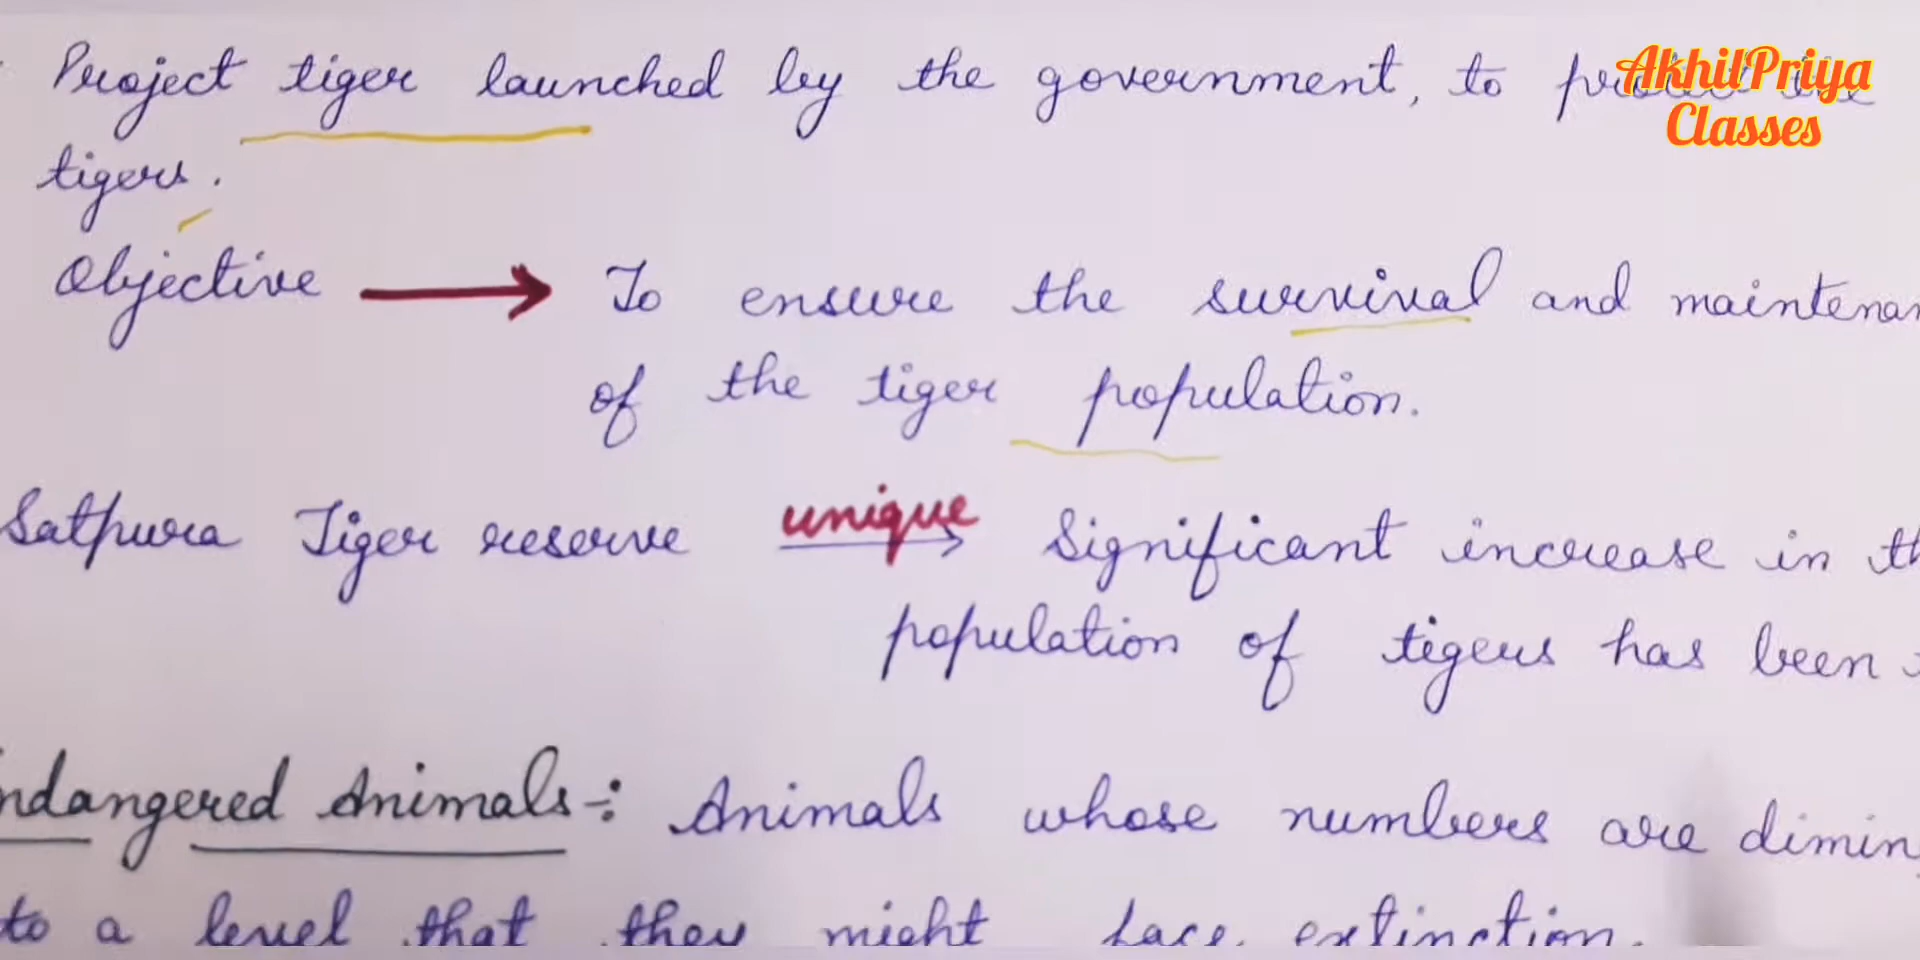 Project tiger launched by the government, to the
tigers.
AkhilPriya
Classes
Objective → To ensure the survival and maintenan
of the tiger population.
Satpura Tiger reserve unique → Significant increase in th
population of tigers has been
ndangered Animals:- Animals whose numbers are dimin
to a level that they might face extinction.